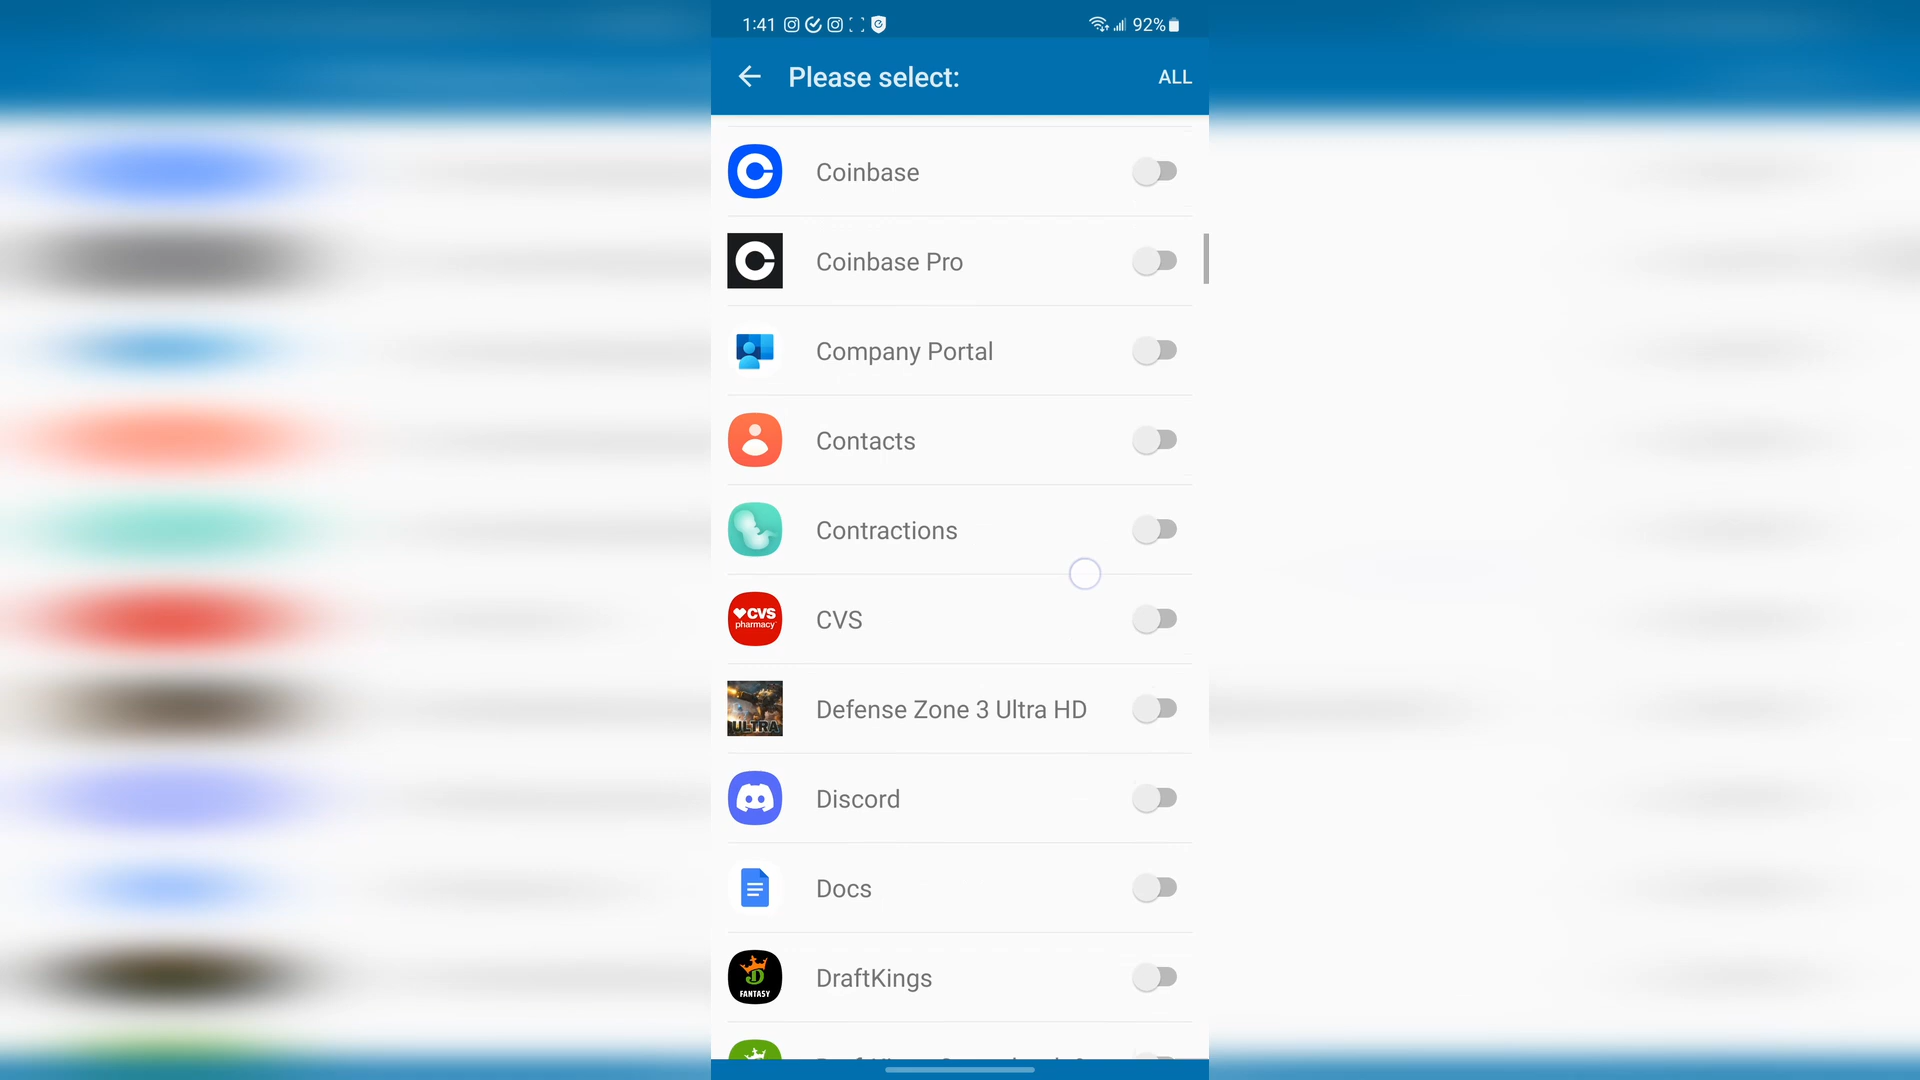 1:41 92%
Please select: ALL
Coinbase
Coinbase Pro
Company Portal
Contacts
Contractions
CVS pharmacy
CVS
ULTRA
Defense Zone 3 Ultra HD
Discord
Docs
FANTASY
DraftKings